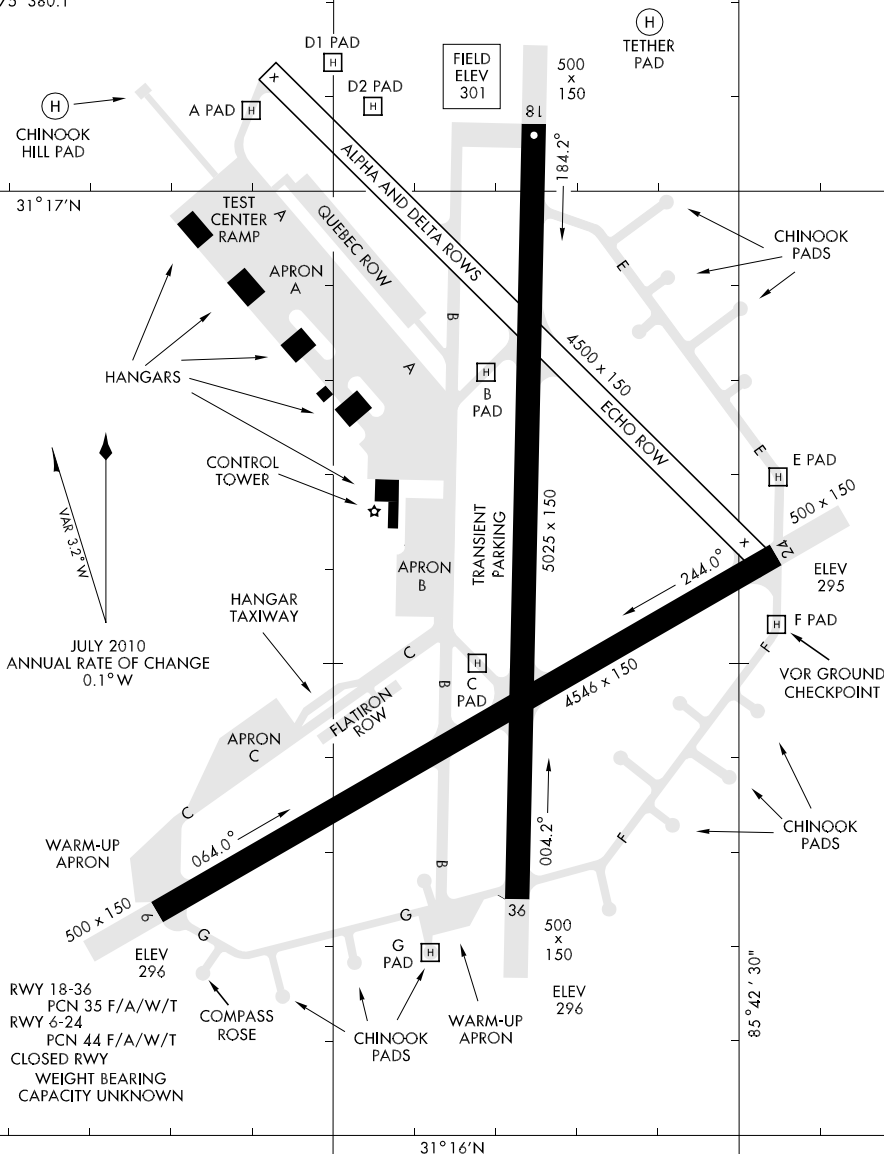 75 380.1
D1 PAD
H
FIELD
ELEV
301
500
x
150
H
TETHER
PAD
H
CHINOOK
HILL PAD
A PAD
H
D2 PAD
H
x
18
184.2°
ALPHA AND DELTA ROWS
31°17'N
TEST
CENTER
RAMP
A
QUEBEC ROW
APRON
A
CHINOOK
PADS
E
B
A
4500 x 150
HANGARS
H
B
PAD
ECHO ROW
E
H
E PAD
CONTROL
TOWER
TRANSIENT
PARKING
5025 x 150
500 x 150
x
24
VAR 3.2° W
244.0°
ELEV
295
APRON
B
HANGAR
TAXIWAY
H
F PAD
F
JULY 2010
ANNUAL RATE OF CHANGE
0.1° W
C
H
C
PAD
B
4546 x 150
VOR GROUND
CHECKPOINT
FLATIRON
ROW
APRON
C
C
064.0°
004.2°
F
CHINOOK
PADS
WARM-UP
APRON
B
500 x 150
6
G
G
36
500
x
150
ELEV
296
G
PAD
H
ELEV
296
85°42' 30"
RWY 18-36
PCN 35 F/A/W/T
RWY 6-24
PCN 44 F/A/W/T
CLOSED RWY
WEIGHT BEARING
CAPACITY UNKNOWN
COMPASS
ROSE
CHINOOK
PADS
WARM-UP
APRON
31°16'N